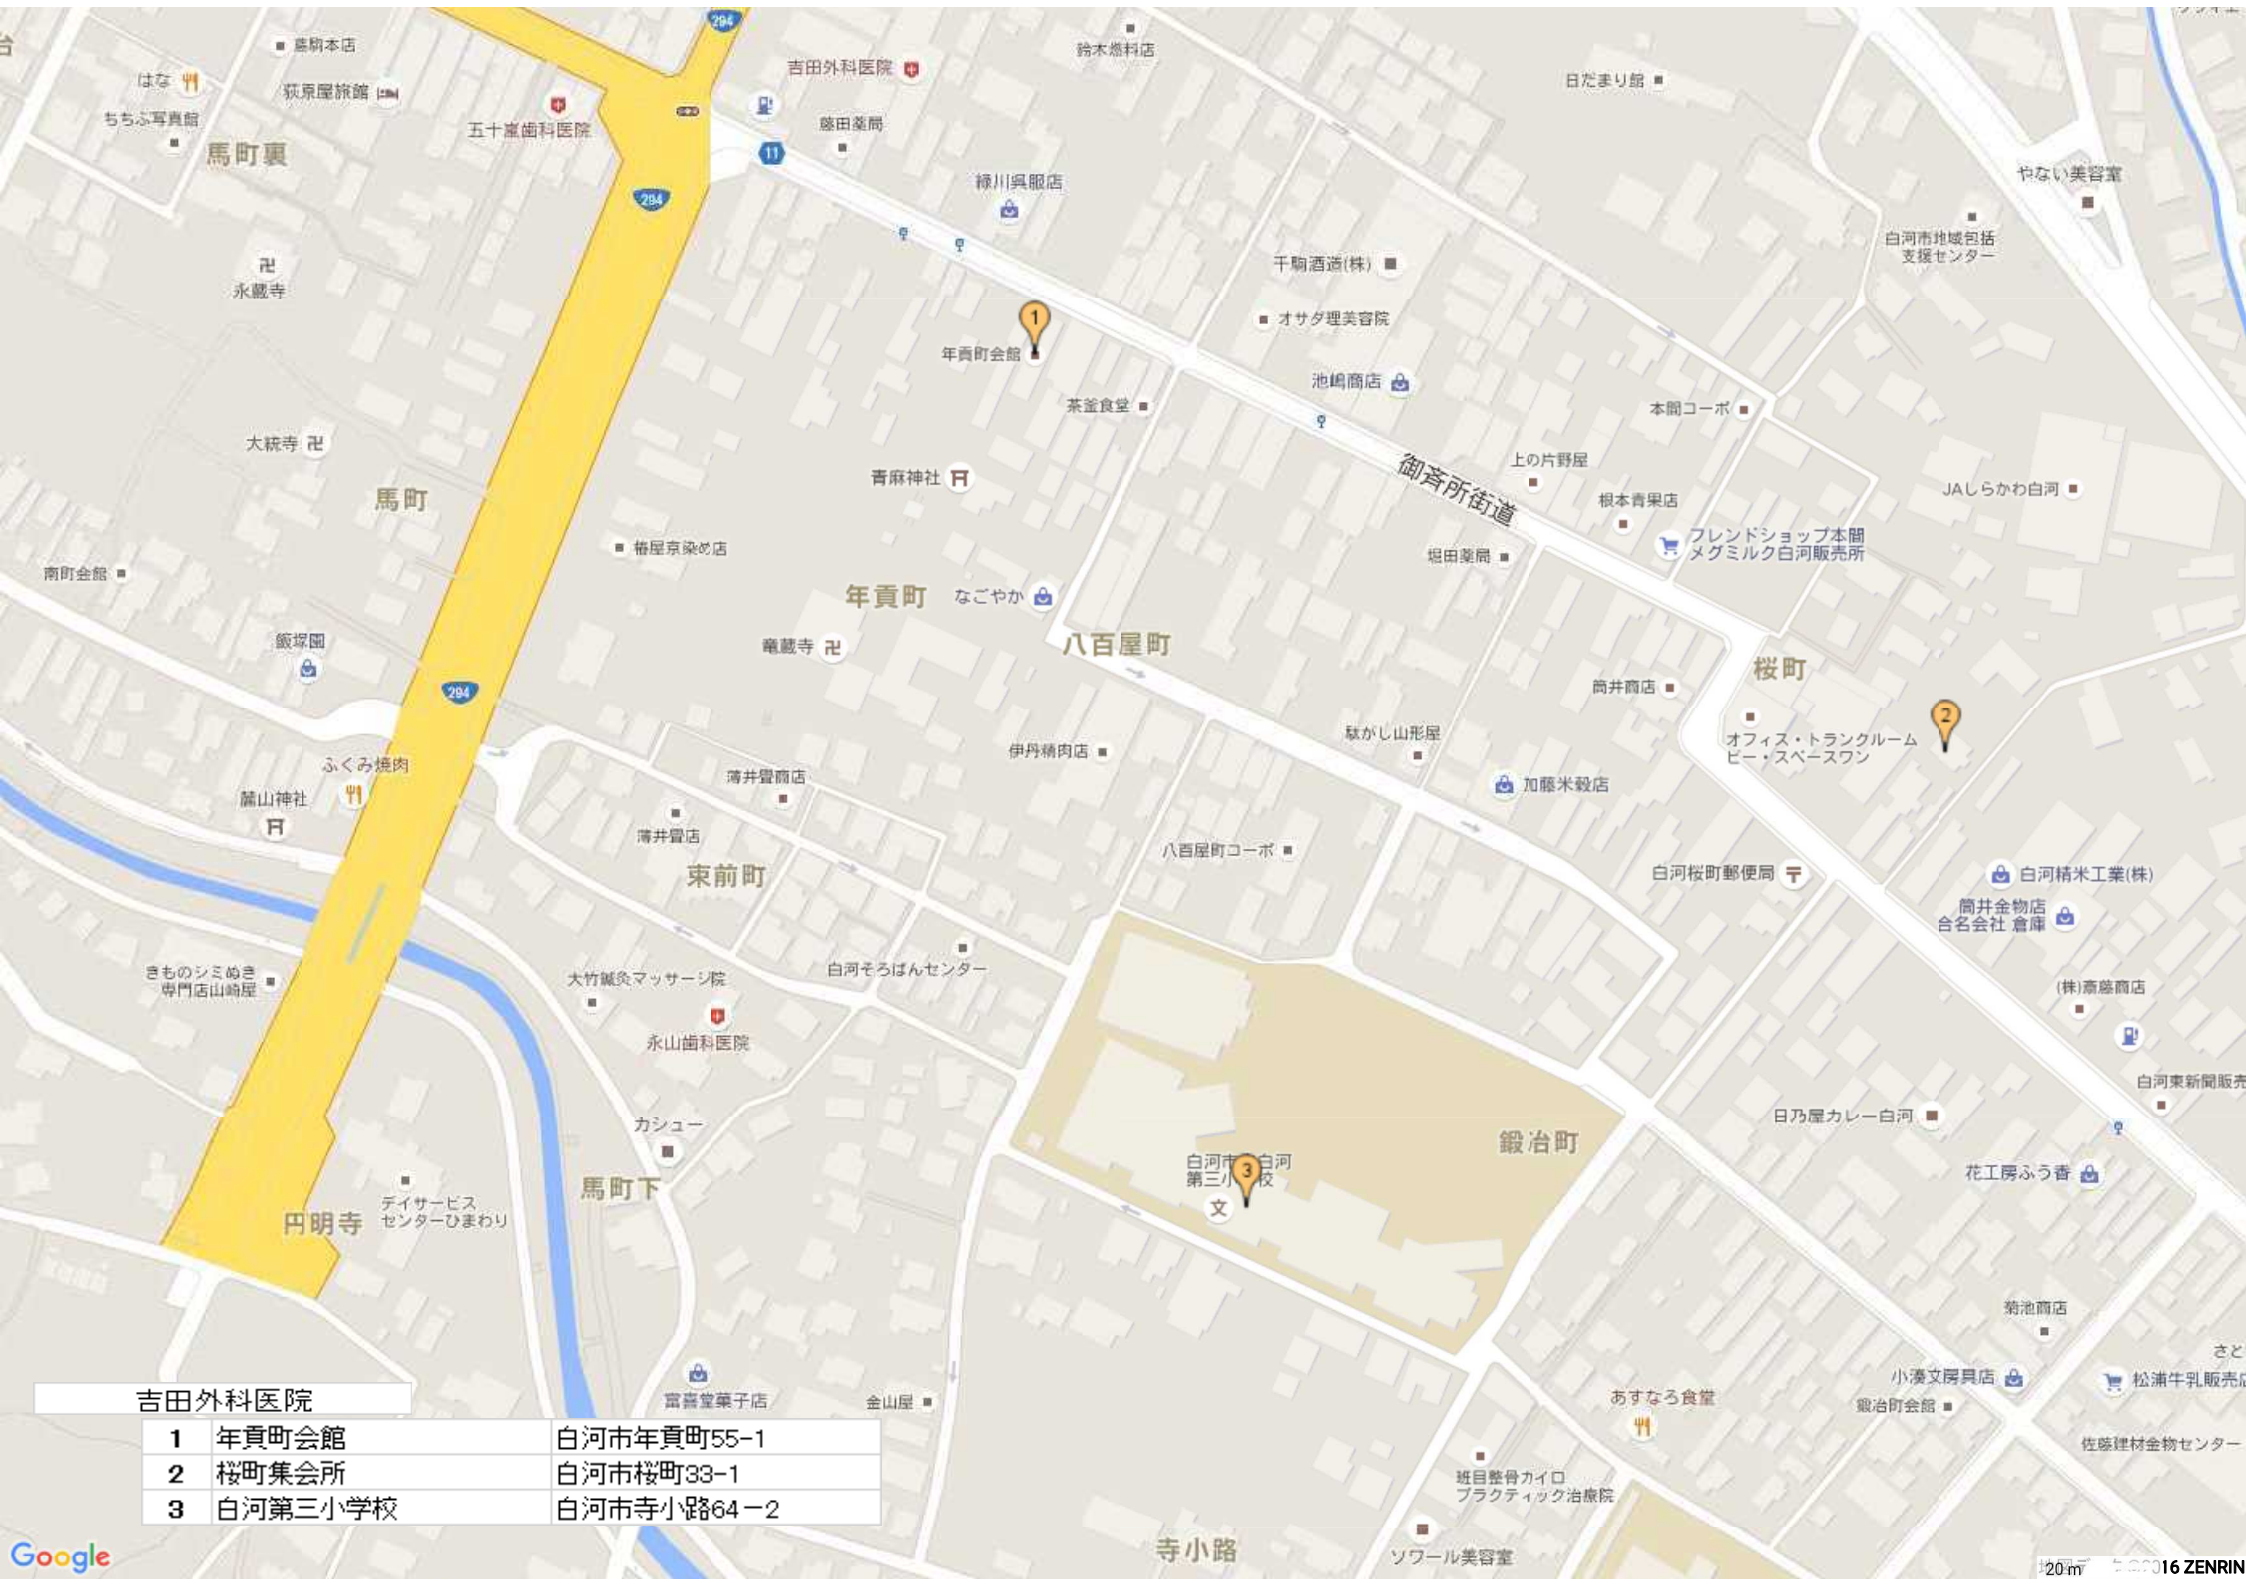 294
鈴木燃料店
藤駒本店
吉田外科医院
はな
荻原屋旅館
日だまり館
ちちぶ写真館
五十嵐歯科医院
藤田薬局
馬町裏
11
緑川呉服店
やない美容室
294
白河市地域包括
支援センター
永蔵寺
千駒酒造(株)
オサダ理美容院
1
年貢町会館
池嶋商店
茶釜食堂
本間コーポ
大統寺
馬町
青麻神社
御斉所街道
上の片野屋
根本青果店
JAしらかわ白河
フレンドショップ本間
メグミルク白河販売所
椿屋京染め店
堀田薬局
南町会館
年貢町
なごやか
飯塚園
竜蔵寺
八百屋町
桜町
294
筒井商店
2
オフィス・トランクルーム
ビー・スペースワン
駄がし山形屋
伊丹精肉店
ふくみ焼肉
薄井畳商店
加藤米穀店
麓山神社
薄井畳店
八百屋町コーポ
東前町
白河桜町郵便局
白河精米工業(株)
筒井金物店
合名会社 倉庫
白河そろばんセンター
きものシミぬき
専門店山崎屋
大竹鍼灸マッサージ院
(株)斎藤商店
永山歯科医院
白河東新聞販売
カシュー
日乃屋カレー白河
鍛冶町
白河市
白河
第三小
校
3
文
花工房ふう香
馬町下
デイサービス
センターひまわり
円明寺
菊池商店
さと
小湊文房具店
松浦牛乳販売店
富喜堂菓子店
金山屋
あすなろ食堂
鍛冶町会館
佐藤建材金物センター
班目整骨カイロ
プラクティック治療院
寺小路
ソワール美容室
吉田外科医院
1 年貢町会館 白河市年貢町55-1
2 桜町集会所 白河市桜町33-1
3 白河第三小学校 白河市寺小路64－2
Google
20 m
16 ZENRIN